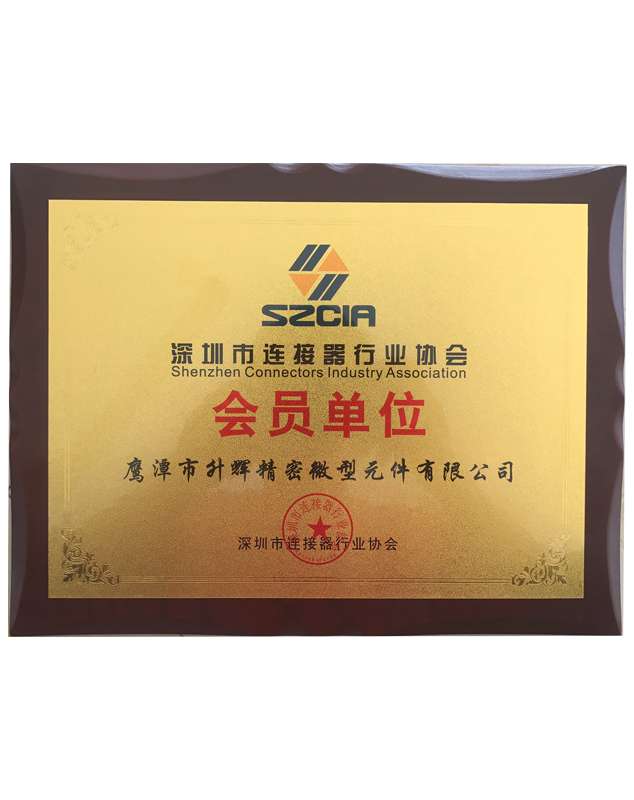 SZCIA
深圳市连接器行业协会
Shenzhen Connectors Industry Association
会员单位
鹰潭市升辉精密微型元件有限公司
深圳市连接器行业协会